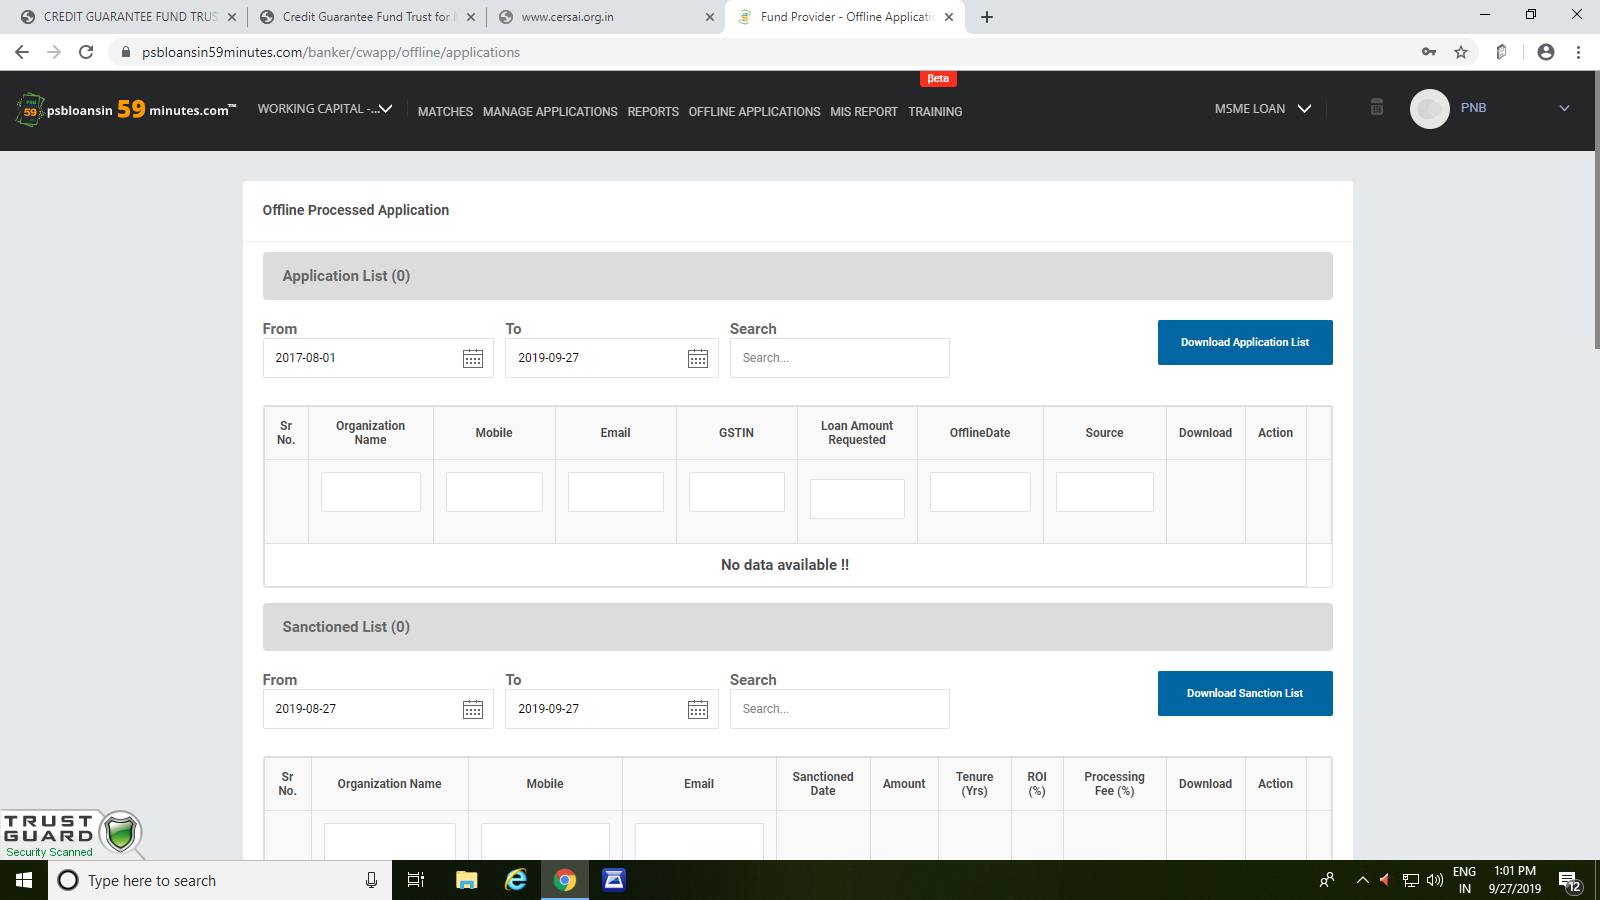 CREDIT GUARANTEE FUND TRUS
Credit Guarantee Fund Trust for
www.cersai.org.in
Fund Provider - Offline Applicatio
psbloansin59minutes.com/banker/cwapp/offline/applications
βeta
59
psbloansin 59 minutes.com™
WORKING CAPITAL -...
MATCHES
MANAGE APPLICATIONS
REPORTS
OFFLINE APPLICATIONS
MIS REPORT
TRAINING
MSME LOAN
PNB
Offline Processed Application
Application List (0)
From
To
Search
2017-08-01
2019-09-27
Search...
Download Application List
Sr No.
Organization Name
Mobile
Email
GSTIN
Loan Amount Requested
OfflineDate
Source
Download
Action
No data available !!
Sanctioned List (0)
From
To
Search
2019-08-27
2019-09-27
Search...
Download Sanction List
Sr No.
Organization Name
Mobile
Email
Sanctioned Date
Amount
Tenure (Yrs)
ROI (%)
Processing Fee (%)
Download
Action
TRUST
GUARD
Security Scanned
Type here to search
ENG
IN
1:01 PM
9/27/2019
12